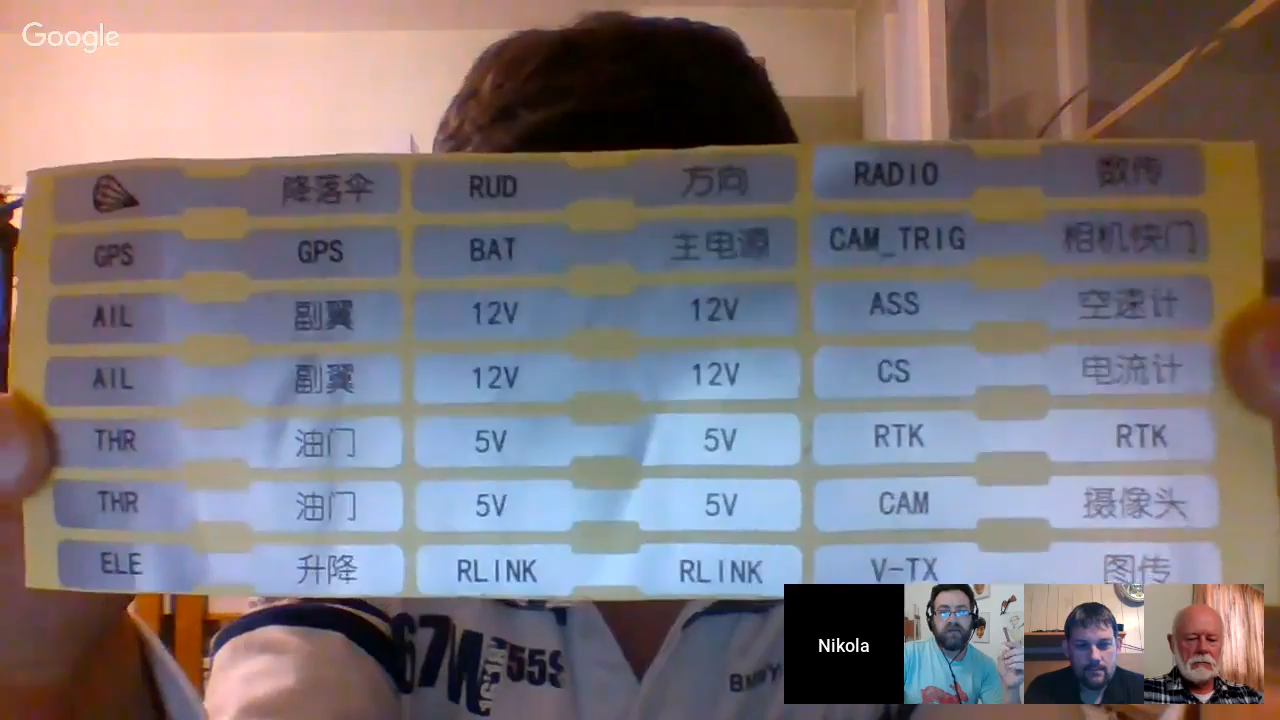 Google
降落伞 RUD 方向 RADIO 数传
GPS GPS BAT 主电源 CAM_TRIG 相机快门
AIL 副翼 12V 12V ASS 空速计
AIL 副翼 12V 12V CS 电流计
THR 油门 5V 5V RTK RTK
THR 油门 5V 5V CAM 摄像头
ELE 升降 RLINK RLINK V-TX 图传
Nikola